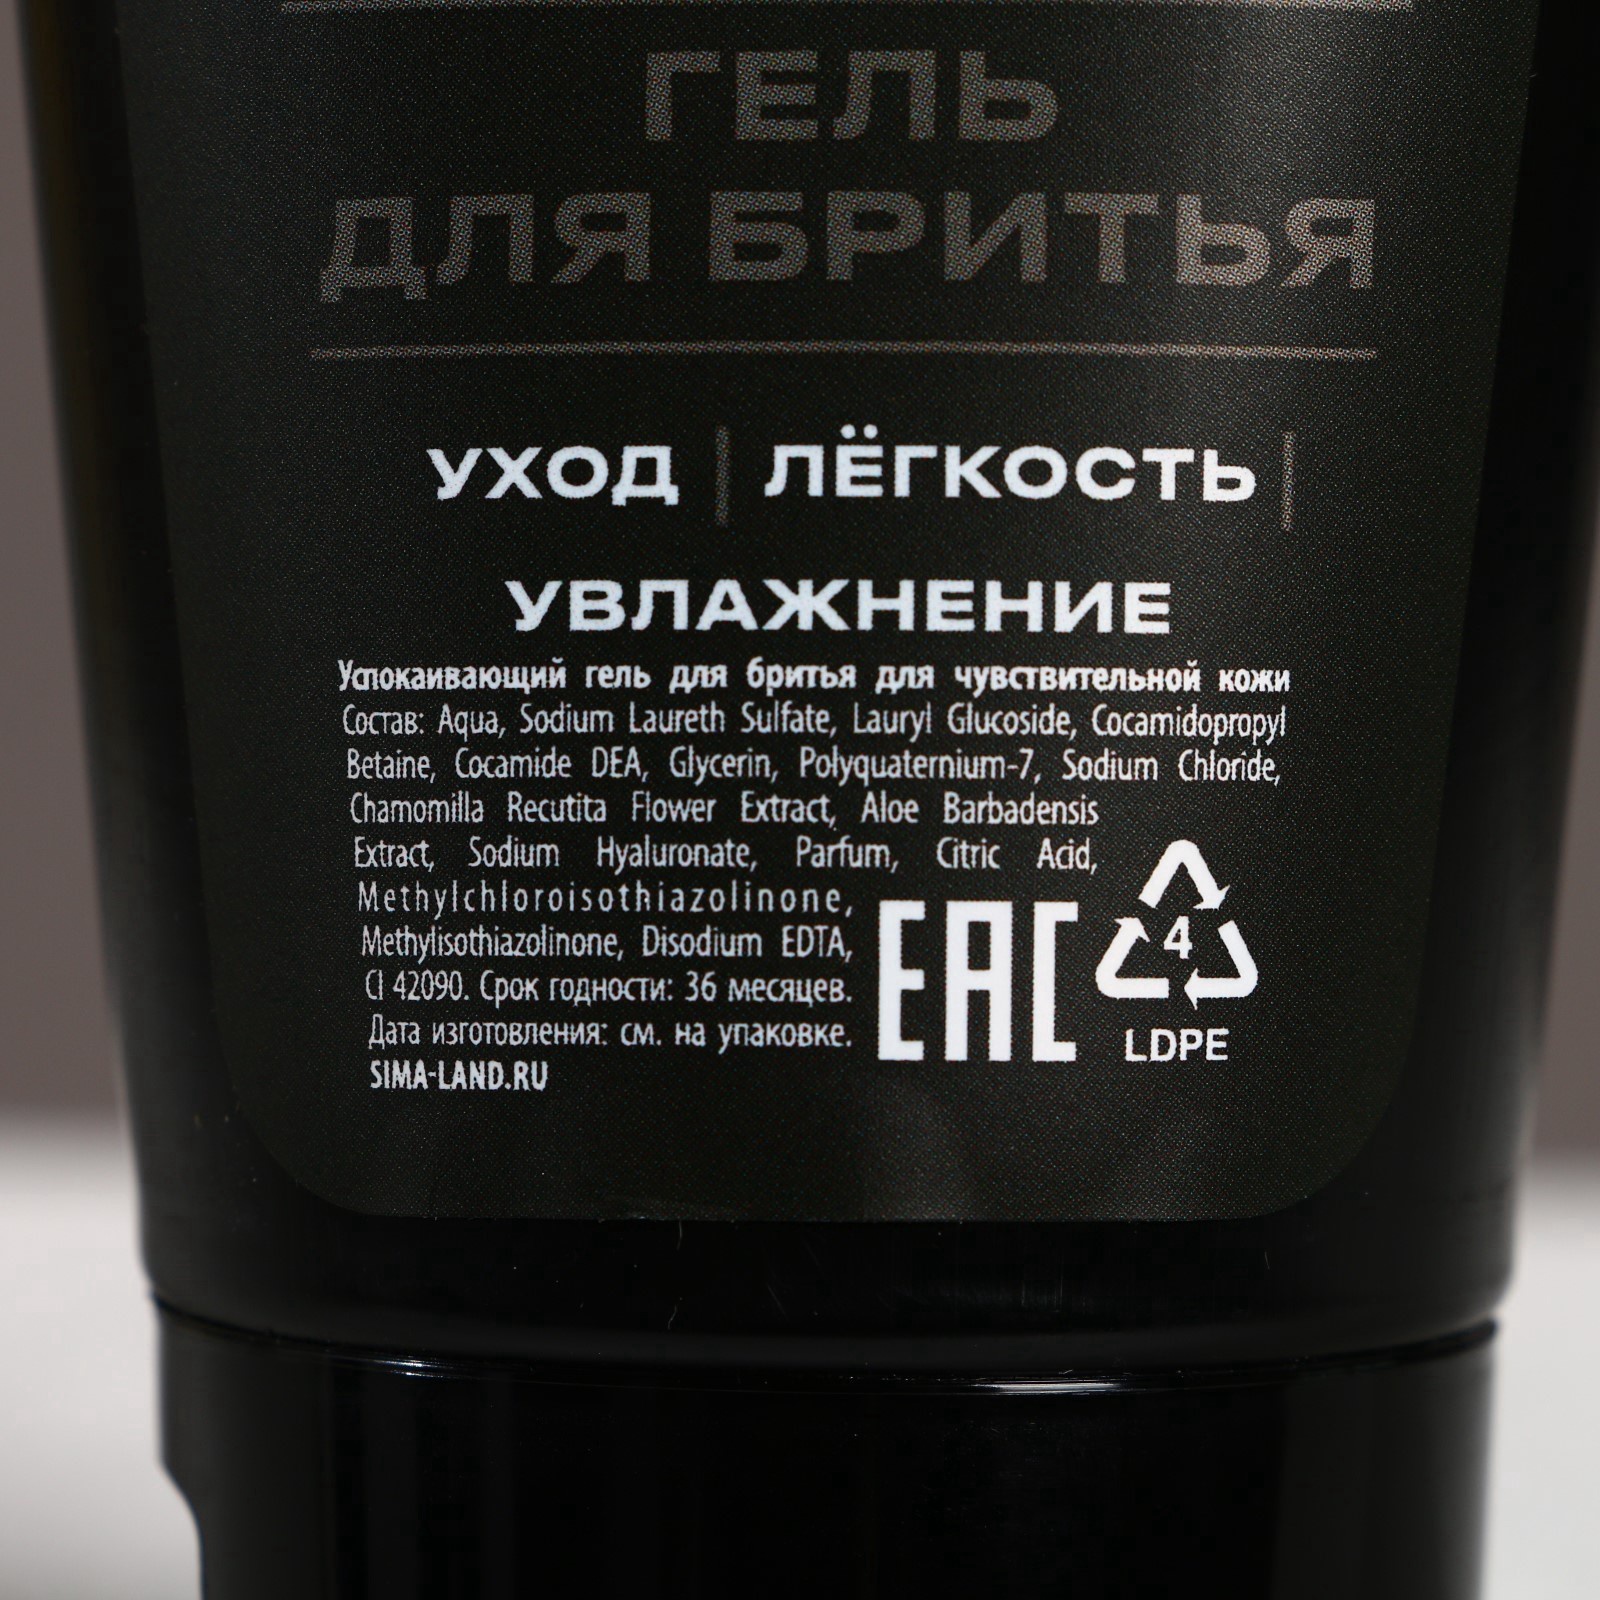 ГЕЛЬ
ДЛЯ БРИТЬЯ
УХОД | ЛЁГКОСТЬ |
УВЛАЖНЕНИЕ
Успокаивающий гель для бритья для чувствительной кожи
Состав: Aqua, Sodium Laureth Sulfate, Lauryl Glucoside, Cocamidopropyl
Betaine, Cocamide DEA, Glycerin, Polyquaternium-7, Sodium Chloride,
Chamomilla Recutita Flower Extract, Aloe Barbadensis
Extract, Sodium Hyaluronate, Parfum, Citric Acid,
Methylchloroisothiazolinone,
Methylisothiazolinone, Disodium EDTA,
CI 42090. Срок годности: 36 месяцев.
Дата изготовления: см. на упаковке.
SIMA-LAND.RU
EAC
4
LDPE